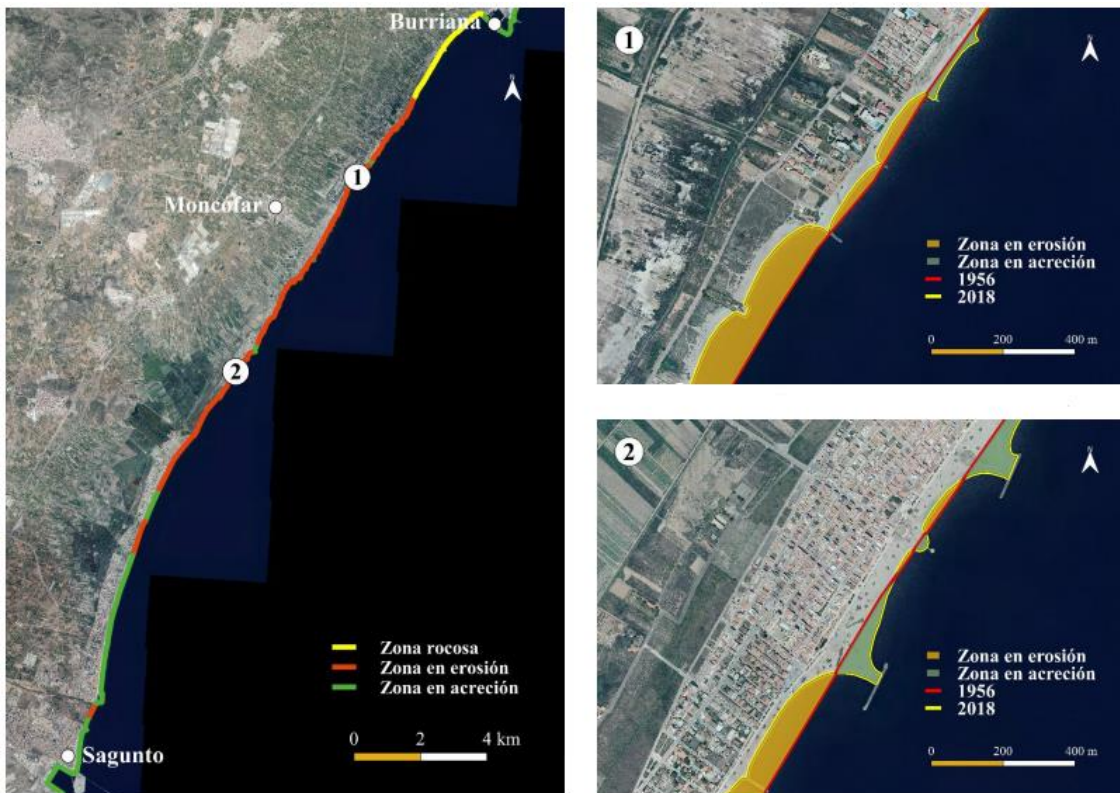 Burriana
N
1
Moncofar
2
Zona rocosa
Zona en erosión
Zona en acreción
0 2 4 km
Sagunto
1
N
Zona en erosión
Zona en acreción
1956
2018
0 200 400 m
2
N
Zona en erosión
Zona en acreción
1956
2018
0 200 400 m